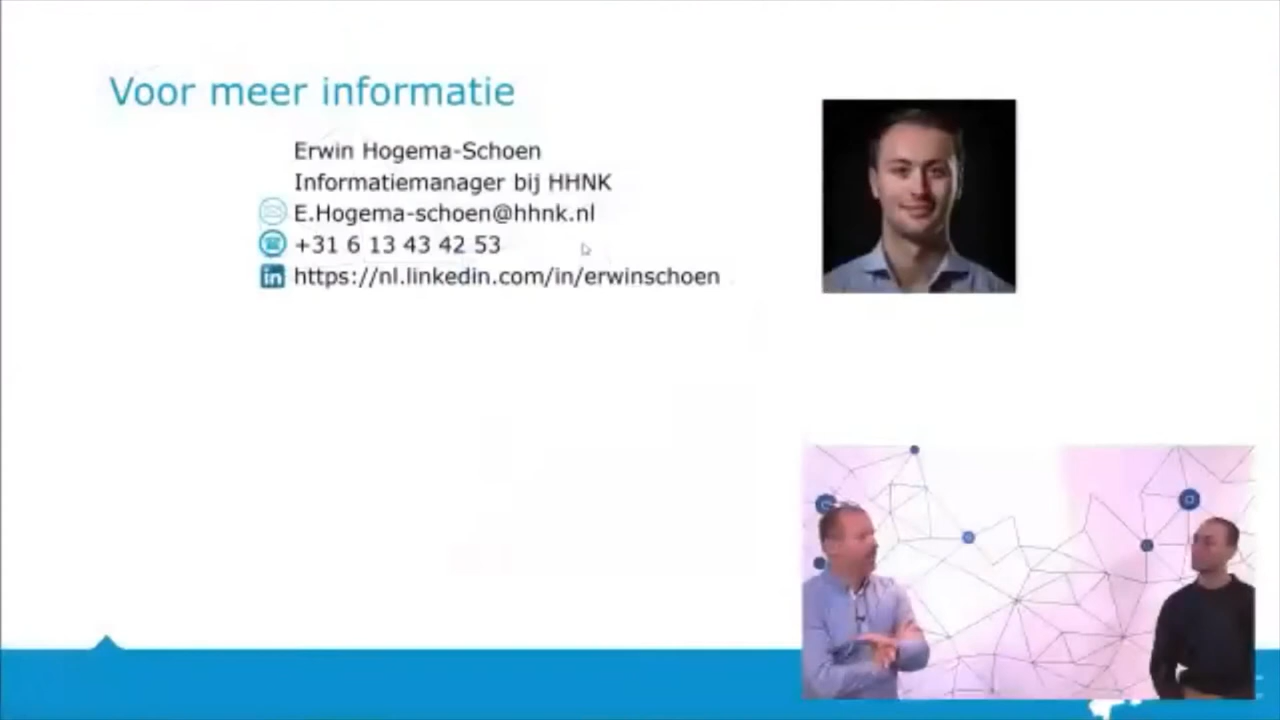 Voor meer informatie
Erwin Hogema-Schoen
Informatiemanager bij HHNK
E.Hogema-schoen@hhnk.nl
+31 6 13 43 42 53
in https://nl.linkedin.com/in/erwinschoen